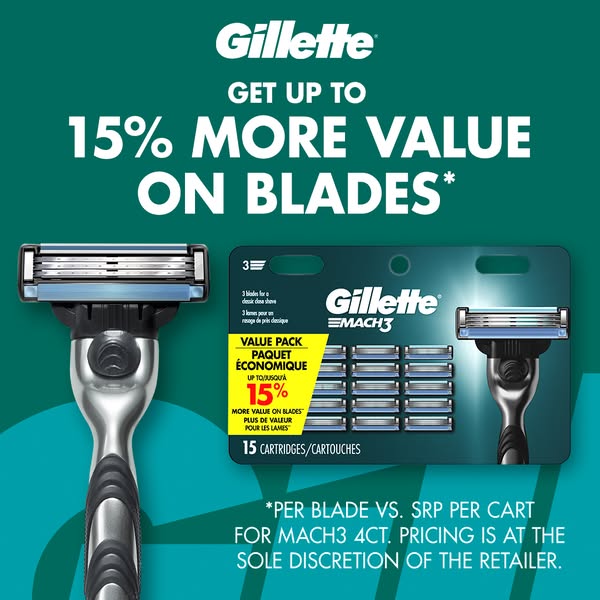 Gillette
GET UP TO
15% MORE VALUE
ON BLADES*
3
3 blades for a
classic close shave
3 lames pour un
rasage de près classique
Gillette
MACH3
VALUE PACK
PAQUET
ÉCONOMIQUE
UP TO/JUSQU'À
15%
MORE VALUE ON BLADES**
PLUS DE VALEUR
POUR LES LAMES**
15 CARTRIDGES/CARTOUCHES
*PER BLADE VS. SRP PER CART
FOR MACH3 4CT. PRICING IS AT THE
SOLE DISCRETION OF THE RETAILER.